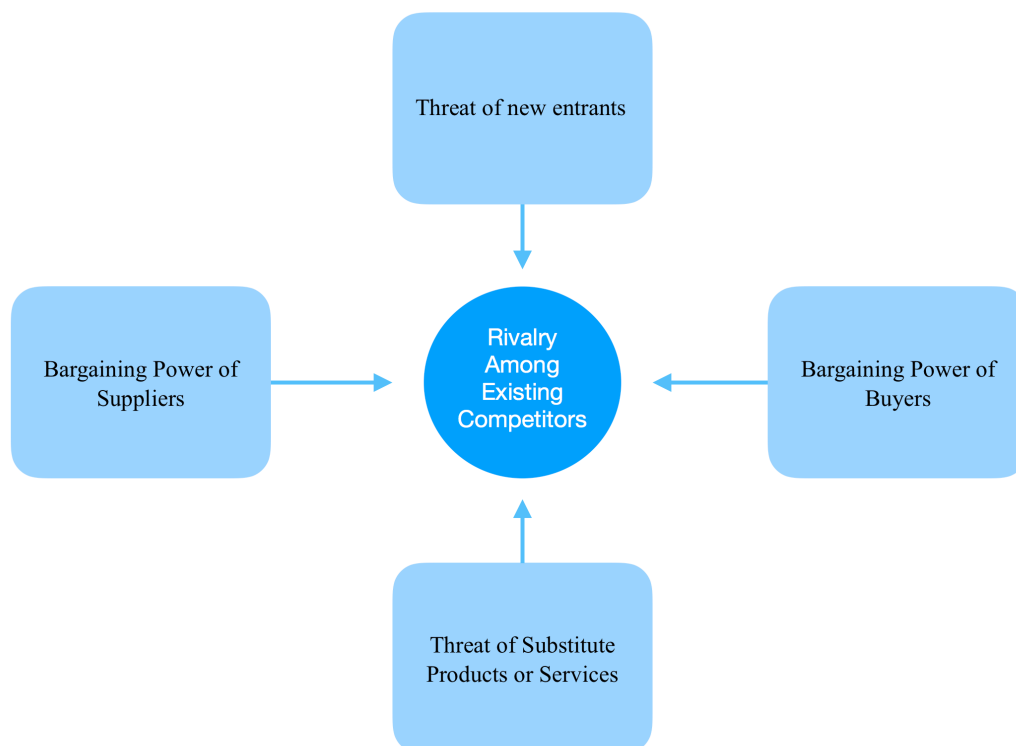 Threat of new entrants
Bargaining Power of
Suppliers
Rivalry
Among
Existing
Competitors
Bargaining Power of
Buyers
Threat of Substitute
Products or Services